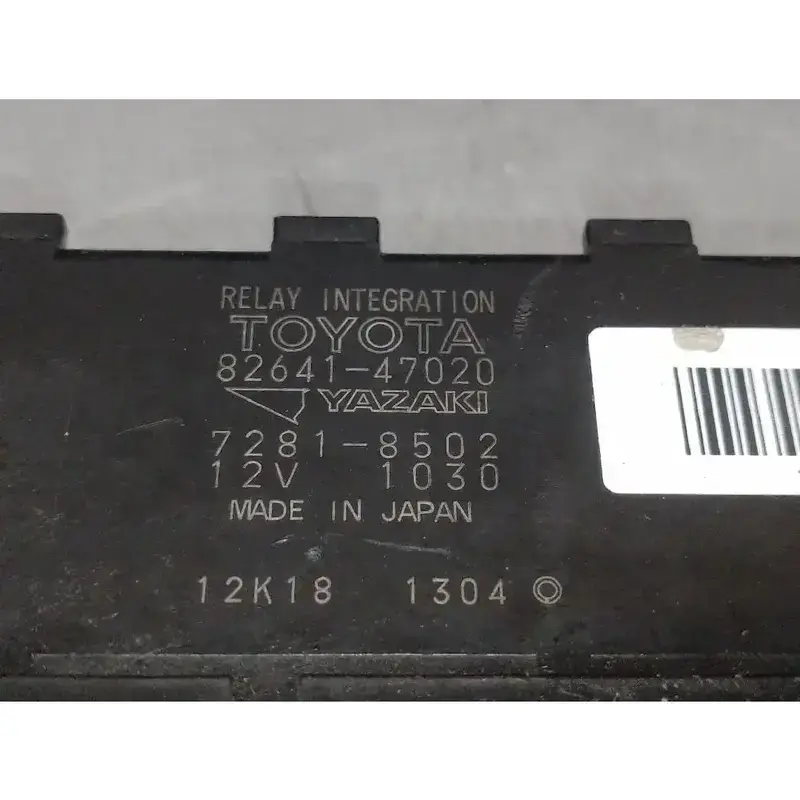 RELAY INTEGRATION
TOYOTA
82641-47020
YAZAKI
7281-8502
12V 1030
MADE IN JAPAN
12K18 1304